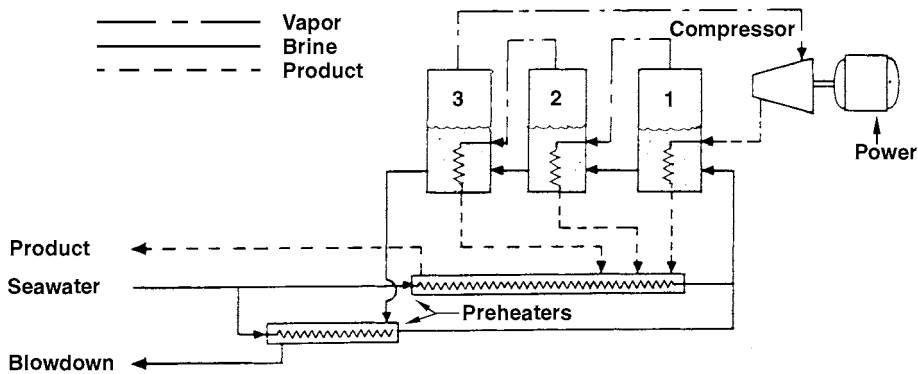 Vapor
Brine
Product
Compressor
3
2
1
Power
Product
Seawater
Preheaters
Blowdown